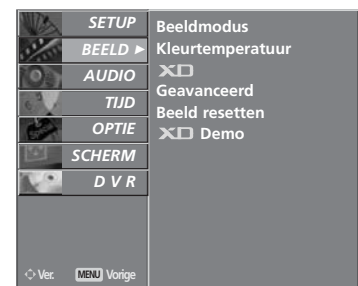 SETUP
BEELD ►
AUDIO
TIJD
OPTIE
SCHERM
D V R
Beeldmodus
Kleurtemperatuur
XD
Geavanceerd
Beeld resetten
XD Demo
Ver. MENU Vorige